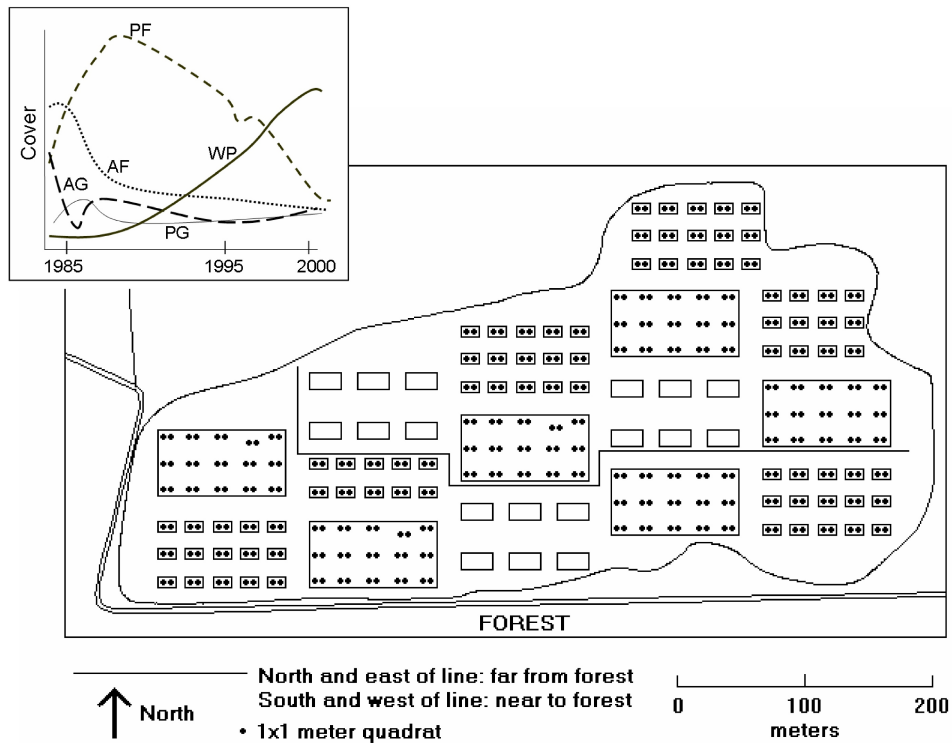 PF
Cover
WP
AF
AG
PG
1985
1995
2000
FOREST
North and east of line: far from forest
South and west of line: near to forest
North
• 1x1 meter quadrat
0
100
200
meters